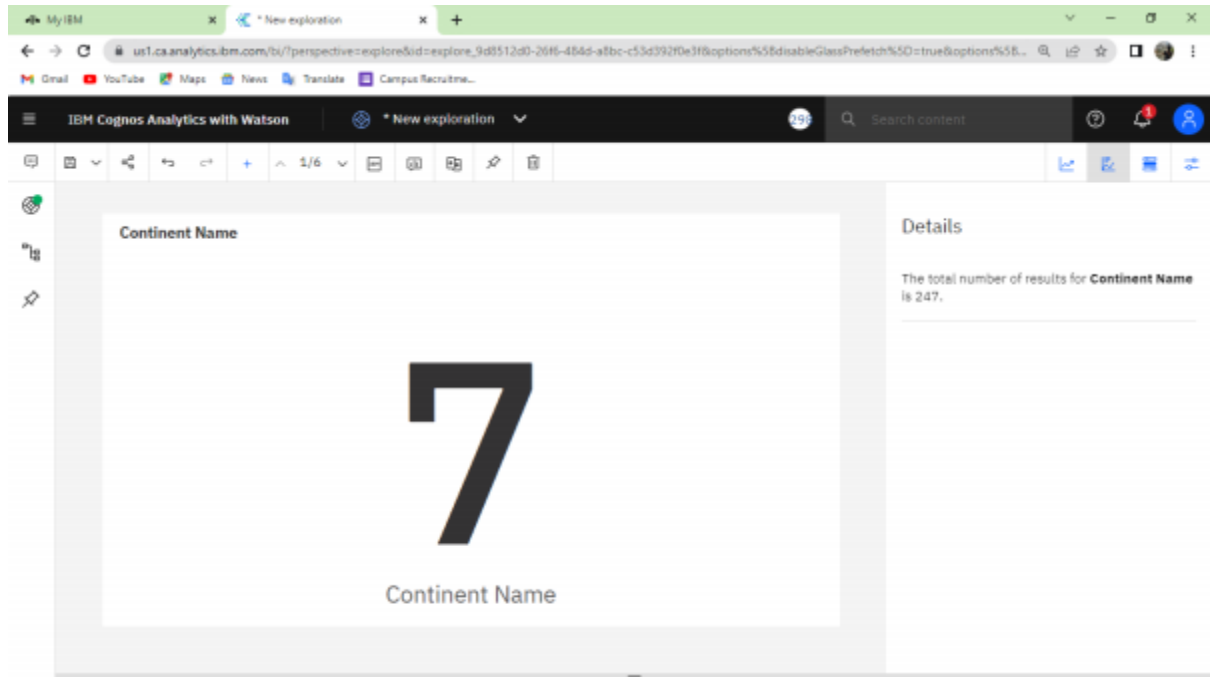 My IBM
* New exploration
us1.ca.analytics.ibm.com/bi/?perspective=explore&id=explore_9d8512d0-26f6-484d-a8bc-c53d392f0e3f&options%5BdisableGlassPrefetch%5D=true&options%5B...
Gmail YouTube Maps News Translate Campus Recruitme...
IBM Cognos Analytics with Watson
* New exploration
Search content
1/6
Continent Name
7
Continent Name
Details
The total number of results for Continent Name
is 247.